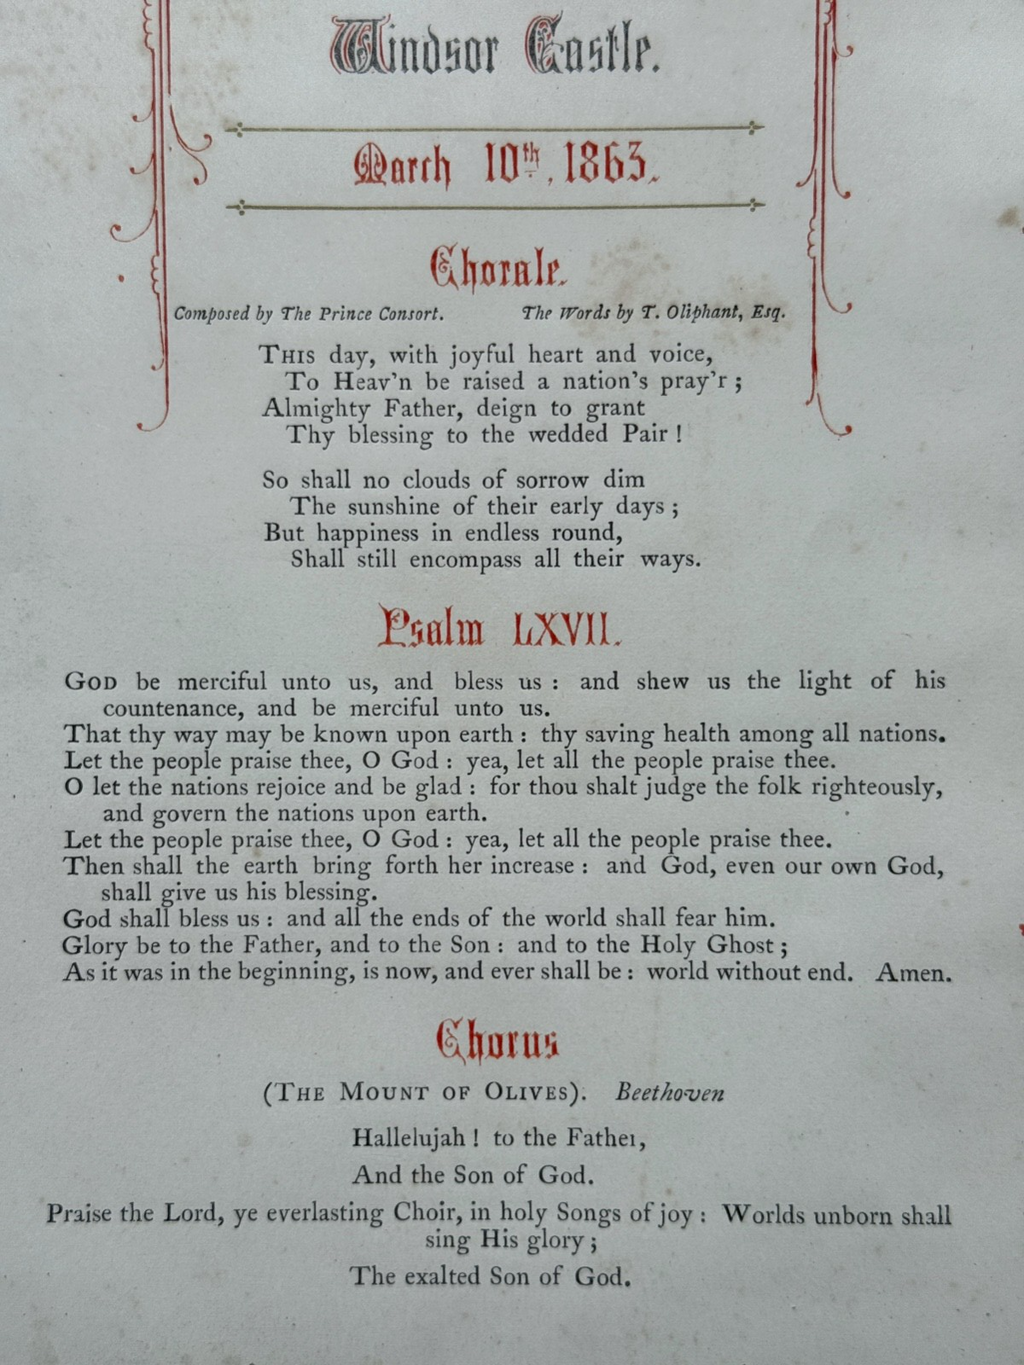 Windsor Castle.
March 10th, 1863.
Chorale.
Composed by The Prince Consort. The Words by T. Oliphant, Esq.
THIS day, with joyful heart and voice,
To Heav'n be raised a nation's pray'r ;
Almighty Father, deign to grant
Thy blessing to the wedded Pair !
So shall no clouds of sorrow dim
The sunshine of their early days ;
But happiness in endless round,
Shall still encompass all their ways.
Psalm LXVII.
GOD be merciful unto us, and bless us : and shew us the light of his
countenance, and be merciful unto us.
That thy way may be known upon earth : thy saving health among all nations.
Let the people praise thee, O God : yea, let all the people praise thee.
O let the nations rejoice and be glad : for thou shalt judge the folk righteously,
and govern the nations upon earth.
Let the people praise thee, O God : yea, let all the people praise thee.
Then shall the earth bring forth her increase : and God, even our own God,
shall give us his blessing.
God shall bless us : and all the ends of the world shall fear him.
Glory be to the Father, and to the Son : and to the Holy Ghost ;
As it was in the beginning, is now, and ever shall be : world without end. Amen.
Chorus
(THE MOUNT OF OLIVES). Beethoven
Hallelujah ! to the Father,
And the Son of God.
Praise the Lord, ye everlasting Choir, in holy Songs of joy : Worlds unborn shall
sing His glory ;
The exalted Son of God.